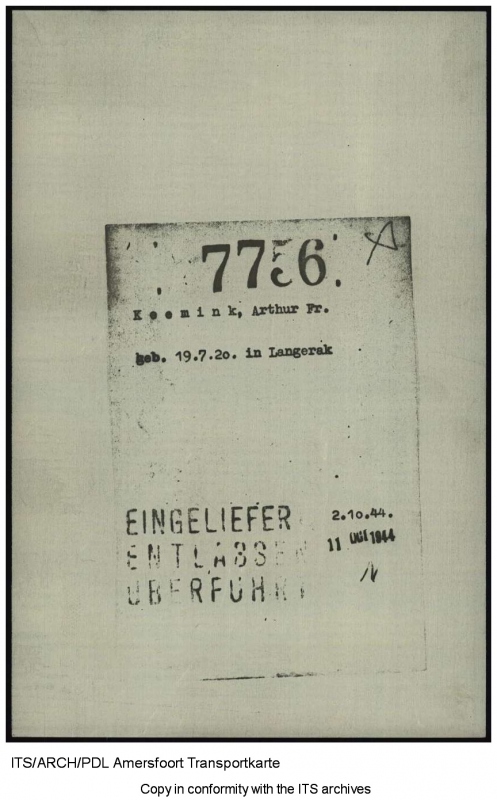 7756.
K e e m i n k, Arthur Fr.
geb. 19.7.20. in Langerak
EINGELIEFER 2.10.44.
ENTLASSEN 11 OKT 1944
ÜBERFÜHRT N
ITS/ARCH/PDL Amersfoort Transportkarte
Copy in conformity with the ITS archives